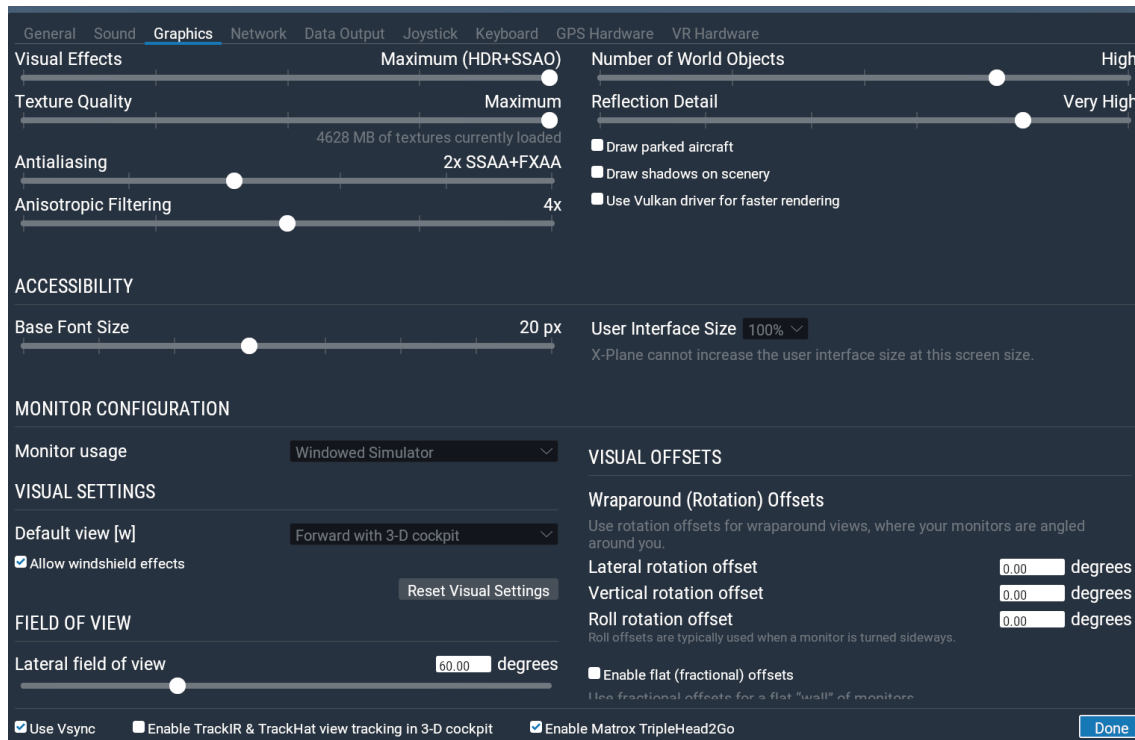 General Sound Graphics Network Data Output Joystick Keyboard GPS Hardware VR Hardware
Visual Effects Maximum (HDR+SSAO)
Texture Quality Maximum
4628 MB of textures currently loaded
Antialiasing 2x SSAA+FXAA
Anisotropic Filtering 4x
Number of World Objects High
Reflection Detail Very High
Draw parked aircraft
Draw shadows on scenery
Use Vulkan driver for faster rendering
ACCESSIBILITY
Base Font Size 20 px
User Interface Size 100%
X-Plane cannot increase the user interface size at this screen size.
MONITOR CONFIGURATION
Monitor usage Windowed Simulator
VISUAL SETTINGS
Default view [w] Forward with 3-D cockpit
Allow windshield effects
Reset Visual Settings
FIELD OF VIEW
Lateral field of view 60.00 degrees
VISUAL OFFSETS
Wraparound (Rotation) Offsets
Use rotation offsets for wraparound views, where your monitors are angled
around you.
Lateral rotation offset 0.00 degrees
Vertical rotation offset 0.00 degrees
Roll rotation offset 0.00 degrees
Roll offsets are typically used when a monitor is turned sideways.
Enable flat (fractional) offsets
Use fractional offsets for a flat "wall" of monitors
Use Vsync Enable TrackIR & TrackHat view tracking in 3-D cockpit Enable Matrox TripleHead2Go Done